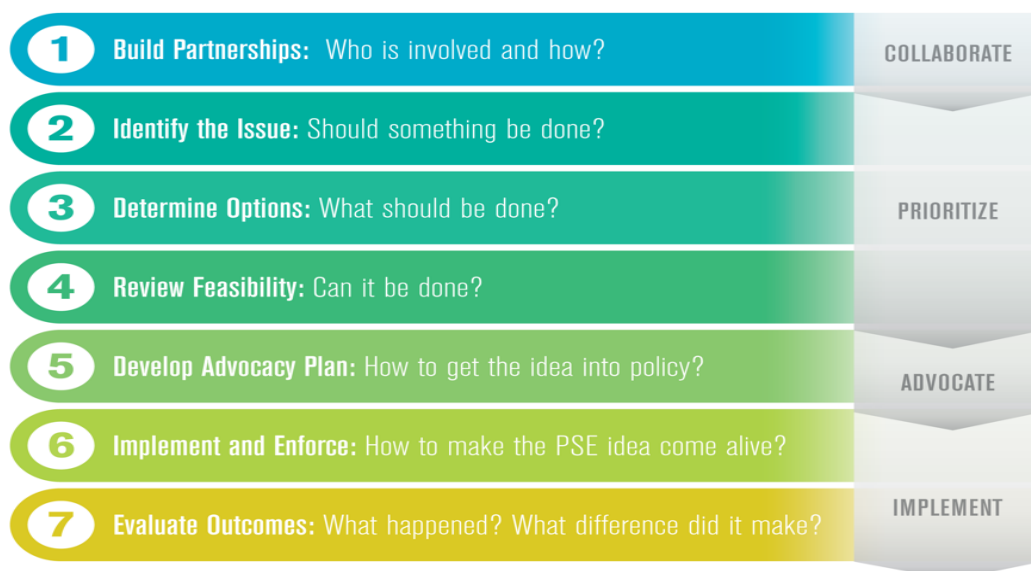 1 Build Partnerships: Who is involved and how?
COLLABORATE
2 Identify the Issue: Should something be done?
3 Determine Options: What should be done?
PRIORITIZE
4 Review Feasibility: Can it be done?
5 Develop Advocacy Plan: How to get the idea into policy?
ADVOCATE
6 Implement and Enforce: How to make the PSE idea come alive?
7 Evaluate Outcomes: What happened? What difference did it make?
IMPLEMENT